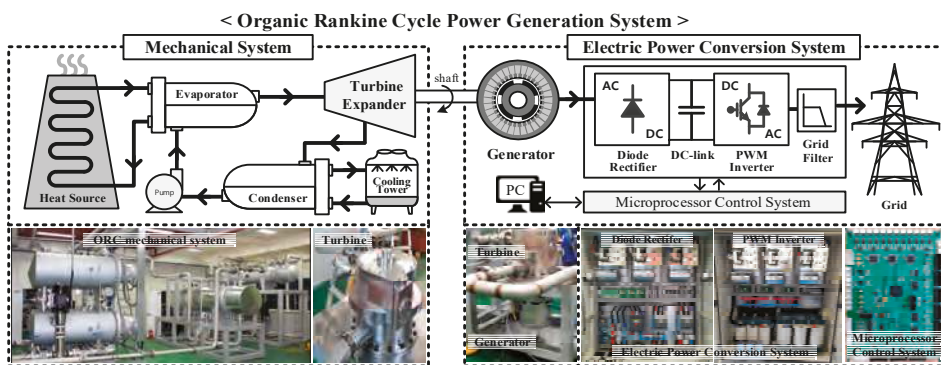 < Organic Rankine Cycle Power Generation System >
Mechanical System
Electric Power Conversion System
Evaporator
Turbine
Expander
shaft
Heat Source
Pump
Condenser
Cooling
Tower
Generator
AC
DC
Diode
Rectifier
DC-link
DC
AC
PWM
Inverter
Grid
Filter
Grid
PC
Microprocessor Control System
ORC mechanical system
Turbine
Turbine
Generator
Diode Rectifer
PWM Inverter
Electric Power Conversion System
Microprocessor
Control System